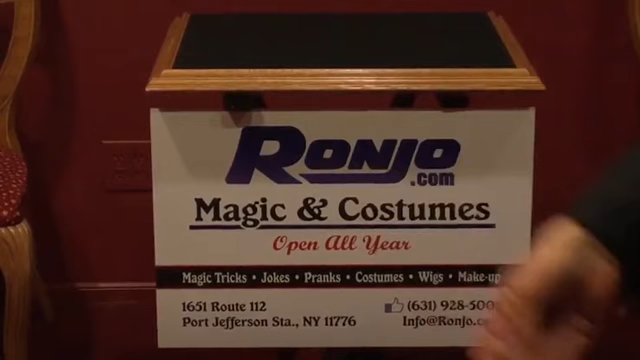 RONJO
.COM
Magic & Costumes
Open All Year
Magic Tricks • Jokes • Pranks • Costumes • Wigs • Make-up
1651 Route 112 (631) 928-500
Port Jefferson Sta., NY 11776 Info@Ronjo.c